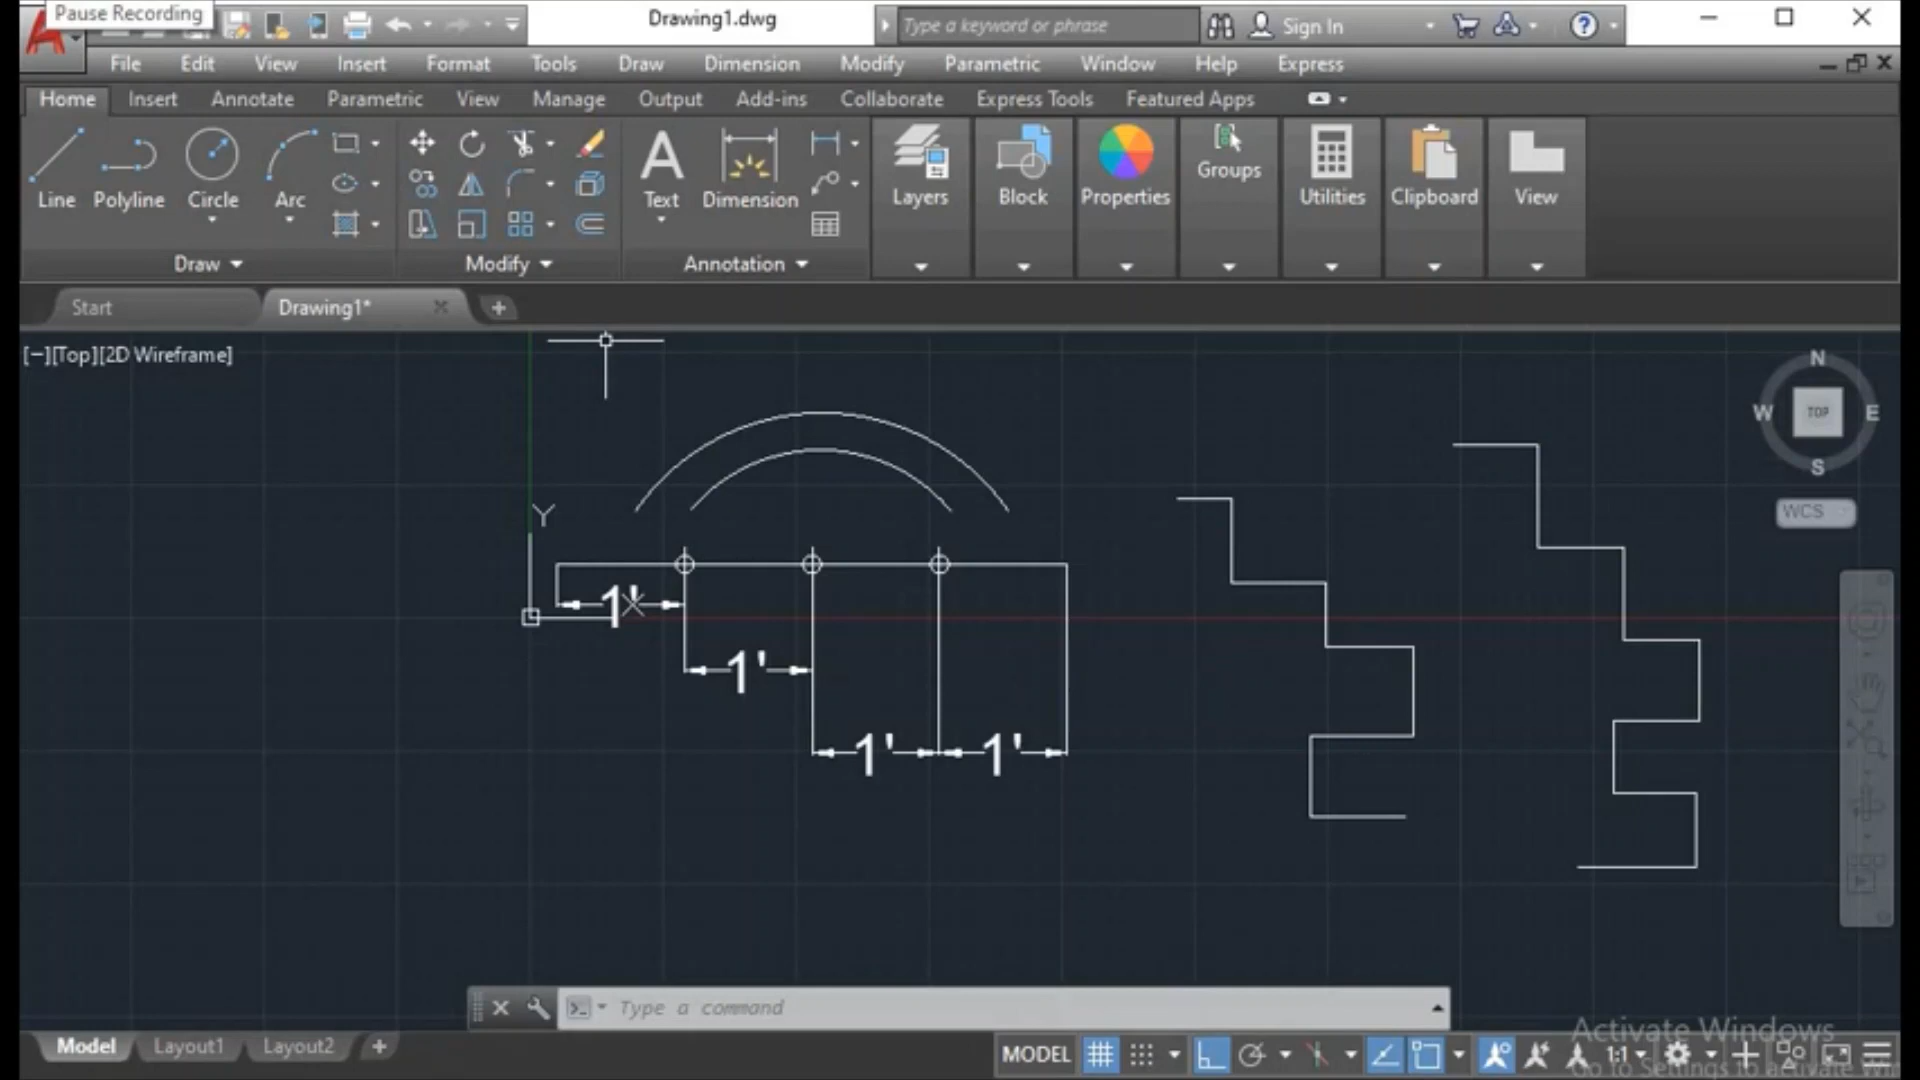 Pause Recording
Drawing1.dwg
Type a keyword or phrase
Sign In
File Edit View Insert Format Tools Draw Dimension Modify Parametric Window Help Express
Home Insert Annotate Parametric View Manage Output Add-ins Collaborate Express Tools Featured Apps
Line Polyline Circle Arc Text Dimension Layers Block Properties Groups Utilities Clipboard View
Draw Modify Annotation
Start Drawing1*
[−][Top][2D Wireframe]
N
W TOP E
S
WCS
Y
1'
1'
1' 1'
Type a command
Activate Windows
Model Layout1 Layout2 MODEL 1:1
Go to Settings to activate